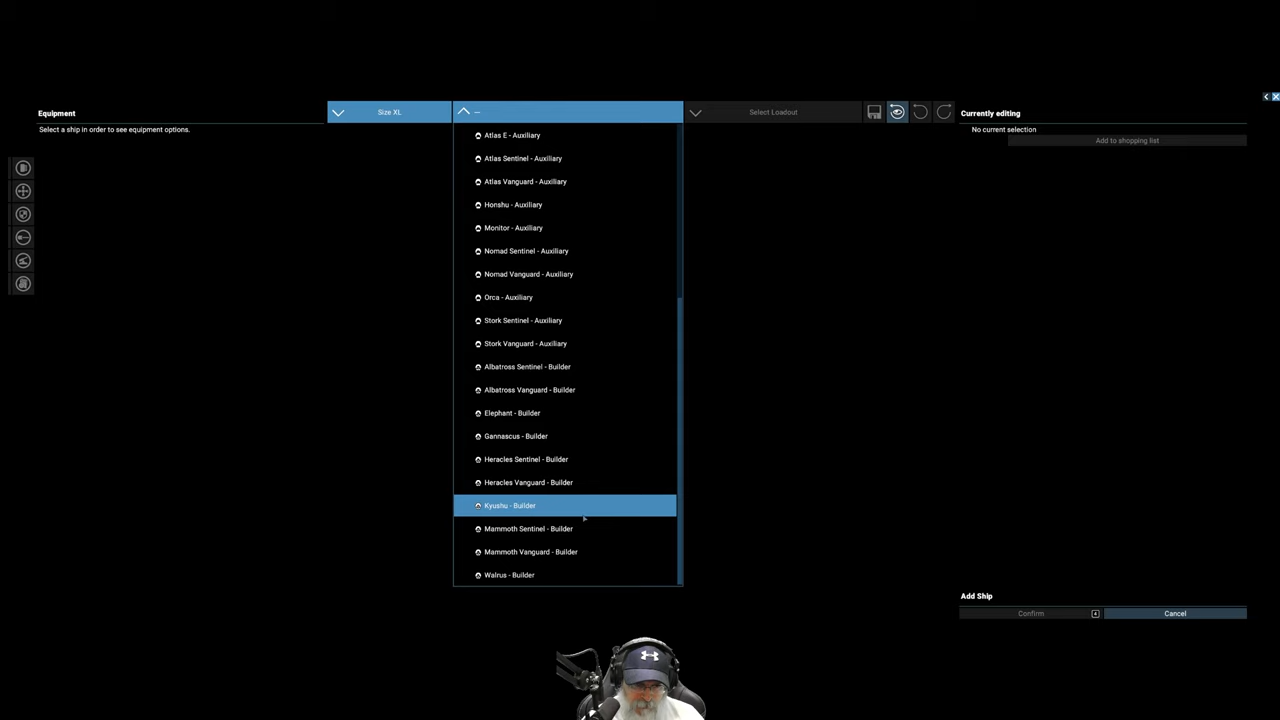 Equipment
Select a ship in order to see equipment options.
Size XL
--
Select Loadout
Atlas E - Auxiliary
Atlas Sentinel - Auxiliary
Atlas Vanguard - Auxiliary
Honshu - Auxiliary
Monitor - Auxiliary
Nomad Sentinel - Auxiliary
Nomad Vanguard - Auxiliary
Orca - Auxiliary
Stork Sentinel - Auxiliary
Stork Vanguard - Auxiliary
Albatross Sentinel - Builder
Albatross Vanguard - Builder
Elephant - Builder
Gannascus - Builder
Heracles Sentinel - Builder
Heracles Vanguard - Builder
Kyushu - Builder
Mammoth Sentinel - Builder
Mammoth Vanguard - Builder
Walrus - Builder
Currently editing
No current selection
Add to shopping list
Add Ship
Confirm
Cancel